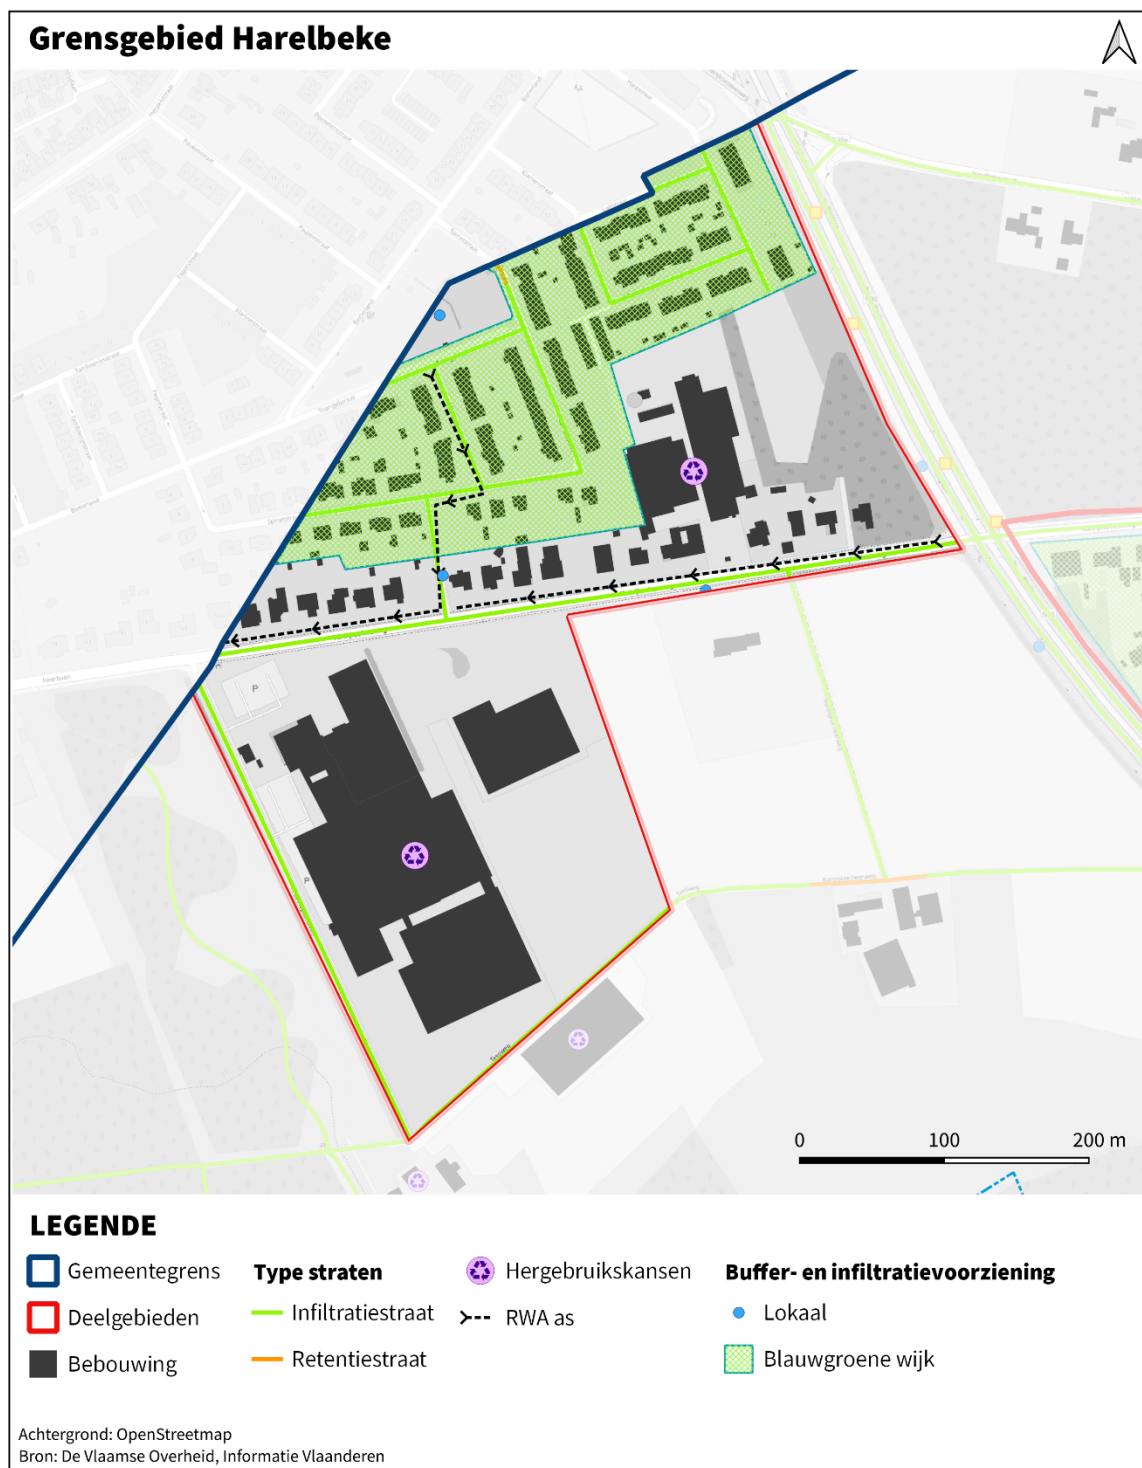 Grensgebied Harelbeke
P
Heerbaan
P
0 100 200 m
LEGENDE
Gemeentegrens
Deelgebieden
Bebouwing
Type straten
Infiltratiestraat
Retentiestraat
Hergebruikskansen
RWA as
Buffer- en infiltratievoorziening
Lokaal
Blauwgroene wijk
Achtergrond: OpenStreetmap
Bron: De Vlaamse Overheid, Informatie Vlaanderen